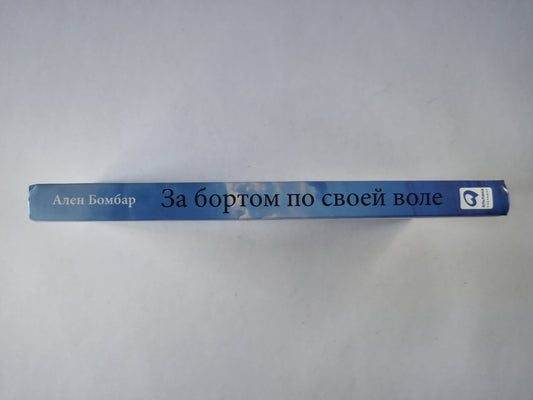 Ален Бомбар За бортом по своей воле